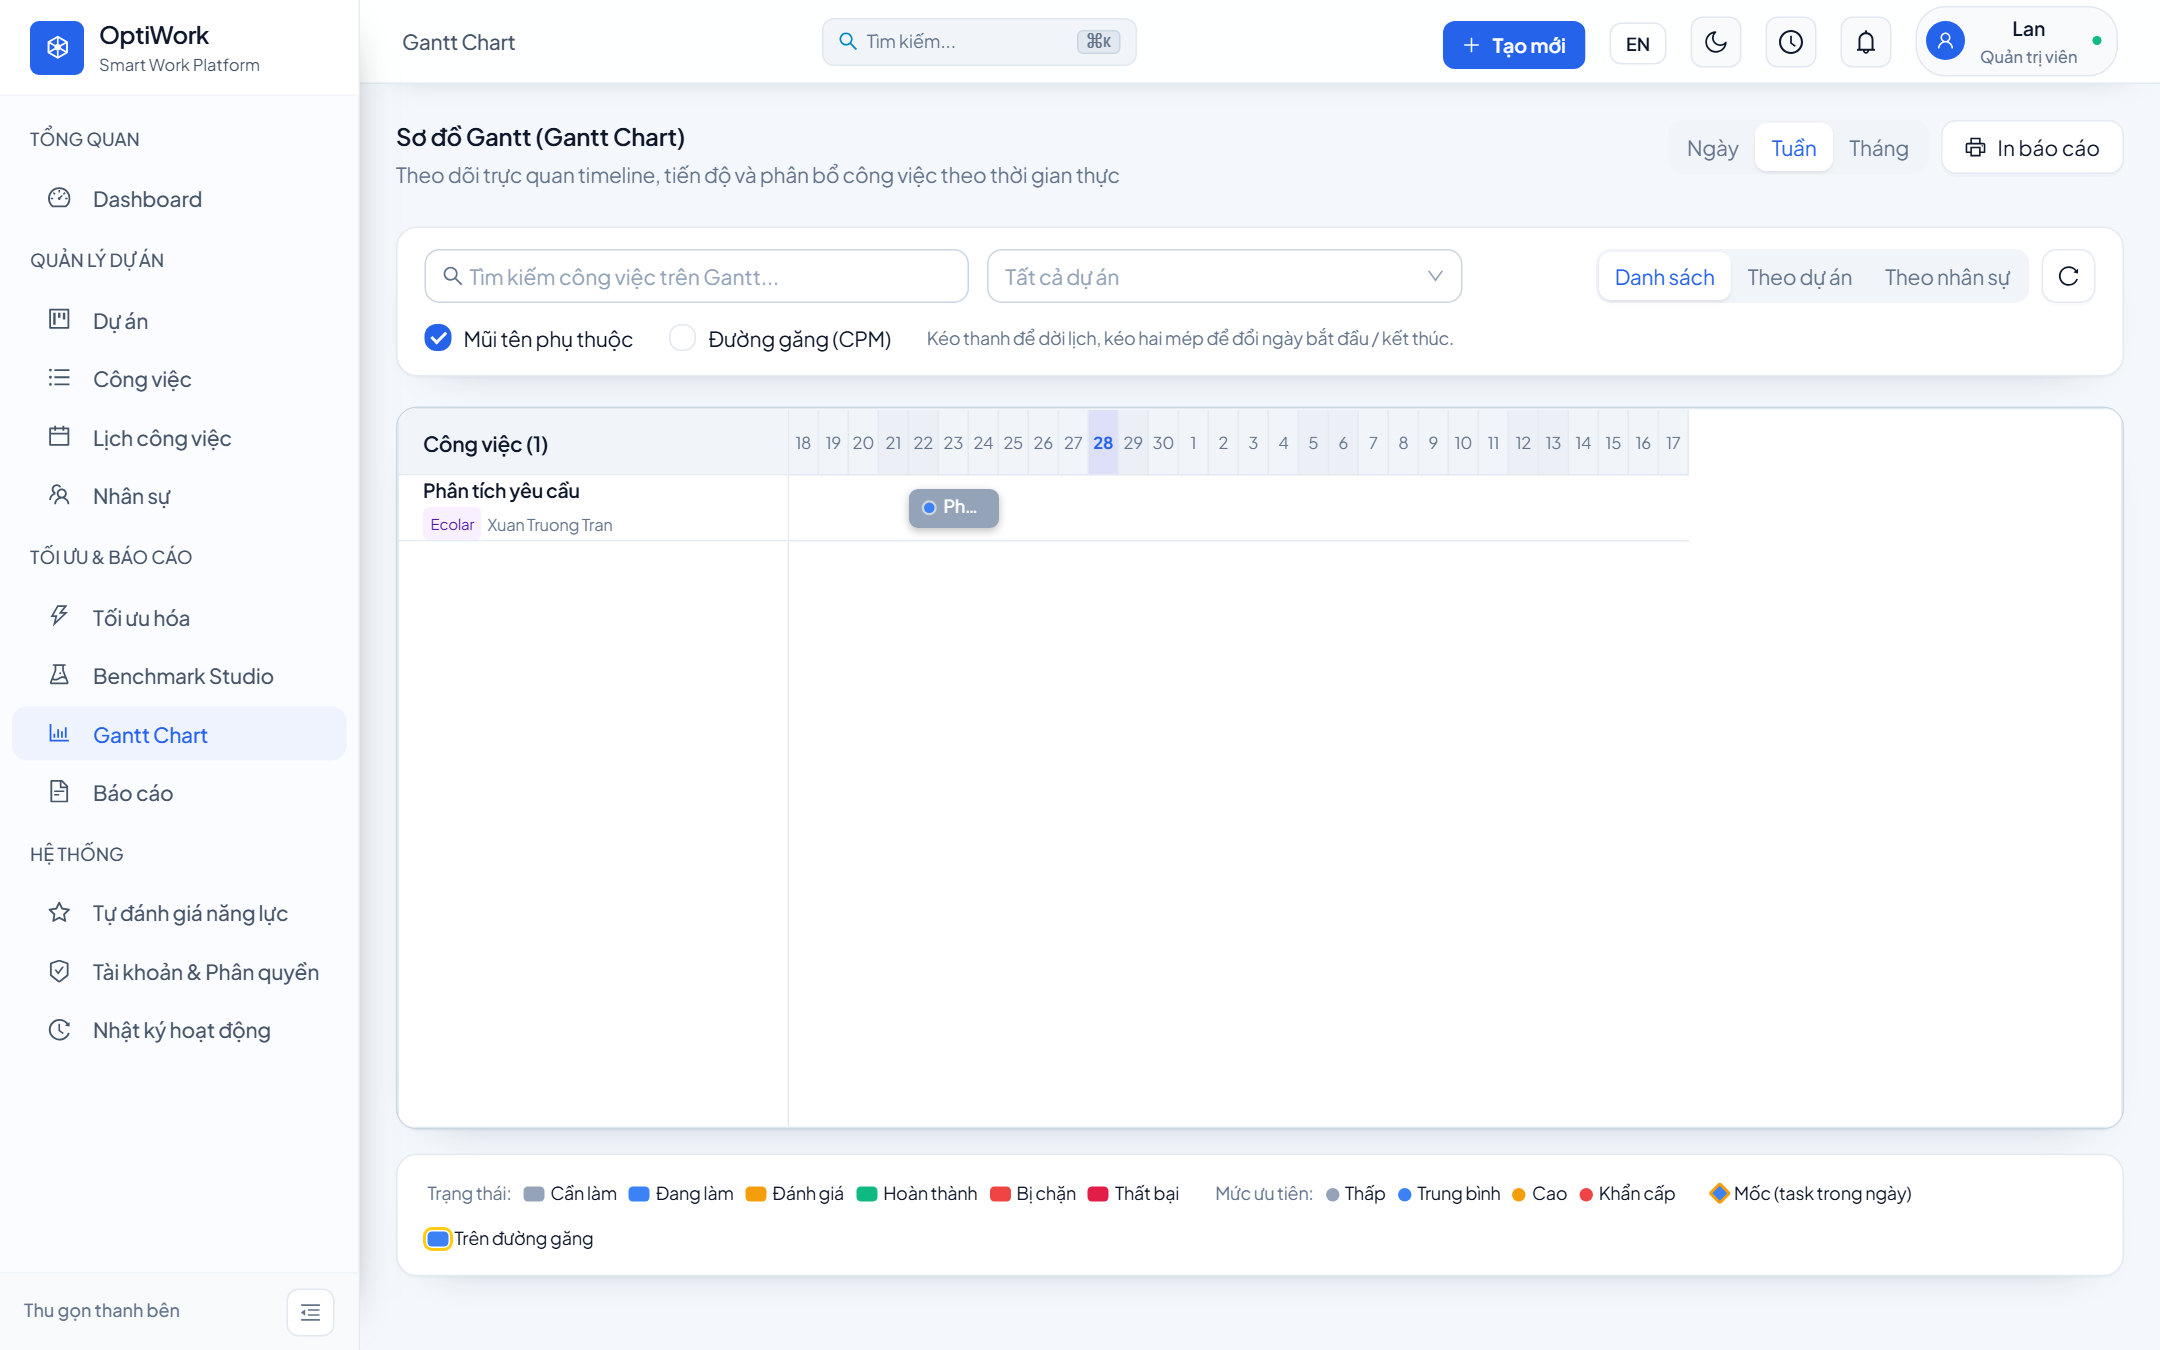 OptiWork
Smart Work Platform
Gantt Chart
Tìm kiếm...
⌘K
+ Tạo mới
EN
Lan
Quản trị viên
TỔNG QUAN
Dashboard
QUẢN LÝ DỰ ÁN
Dự án
Công việc
Lịch công việc
Nhân sự
TỐI ƯU & BÁO CÁO
Tối ưu hóa
Benchmark Studio
Gantt Chart
Báo cáo
HỆ THỐNG
Tự đánh giá năng lực
Tài khoản & Phân quyền
Nhật ký hoạt động
Thu gọn thanh bên
Sơ đồ Gantt (Gantt Chart)
Theo dõi trực quan timeline, tiến độ và phân bổ công việc theo thời gian thực
Ngày Tuần Tháng
In báo cáo
Tìm kiếm công việc trên Gantt...
Tất cả dự án
Danh sách Theo dự án Theo nhân sự
Mũi tên phụ thuộc
Đường găng (CPM)
Kéo thanh để dời lịch, kéo hai mép để đổi ngày bắt đầu / kết thúc.
Công việc (1)
18 19 20 21 22 23 24 25 26 27 28 29 30 1 2 3 4 5 6 7 8 9 10 11 12 13 14 15 16 17
Phân tích yêu cầu
Ecolar Xuan Truong Tran
Ph...
Trạng thái: Cần làm Đang làm Đánh giá Hoàn thành Bị chặn Thất bại Mức ưu tiên: Thấp Trung bình Cao Khẩn cấp Mốc (task trong ngày)
Trên đường găng